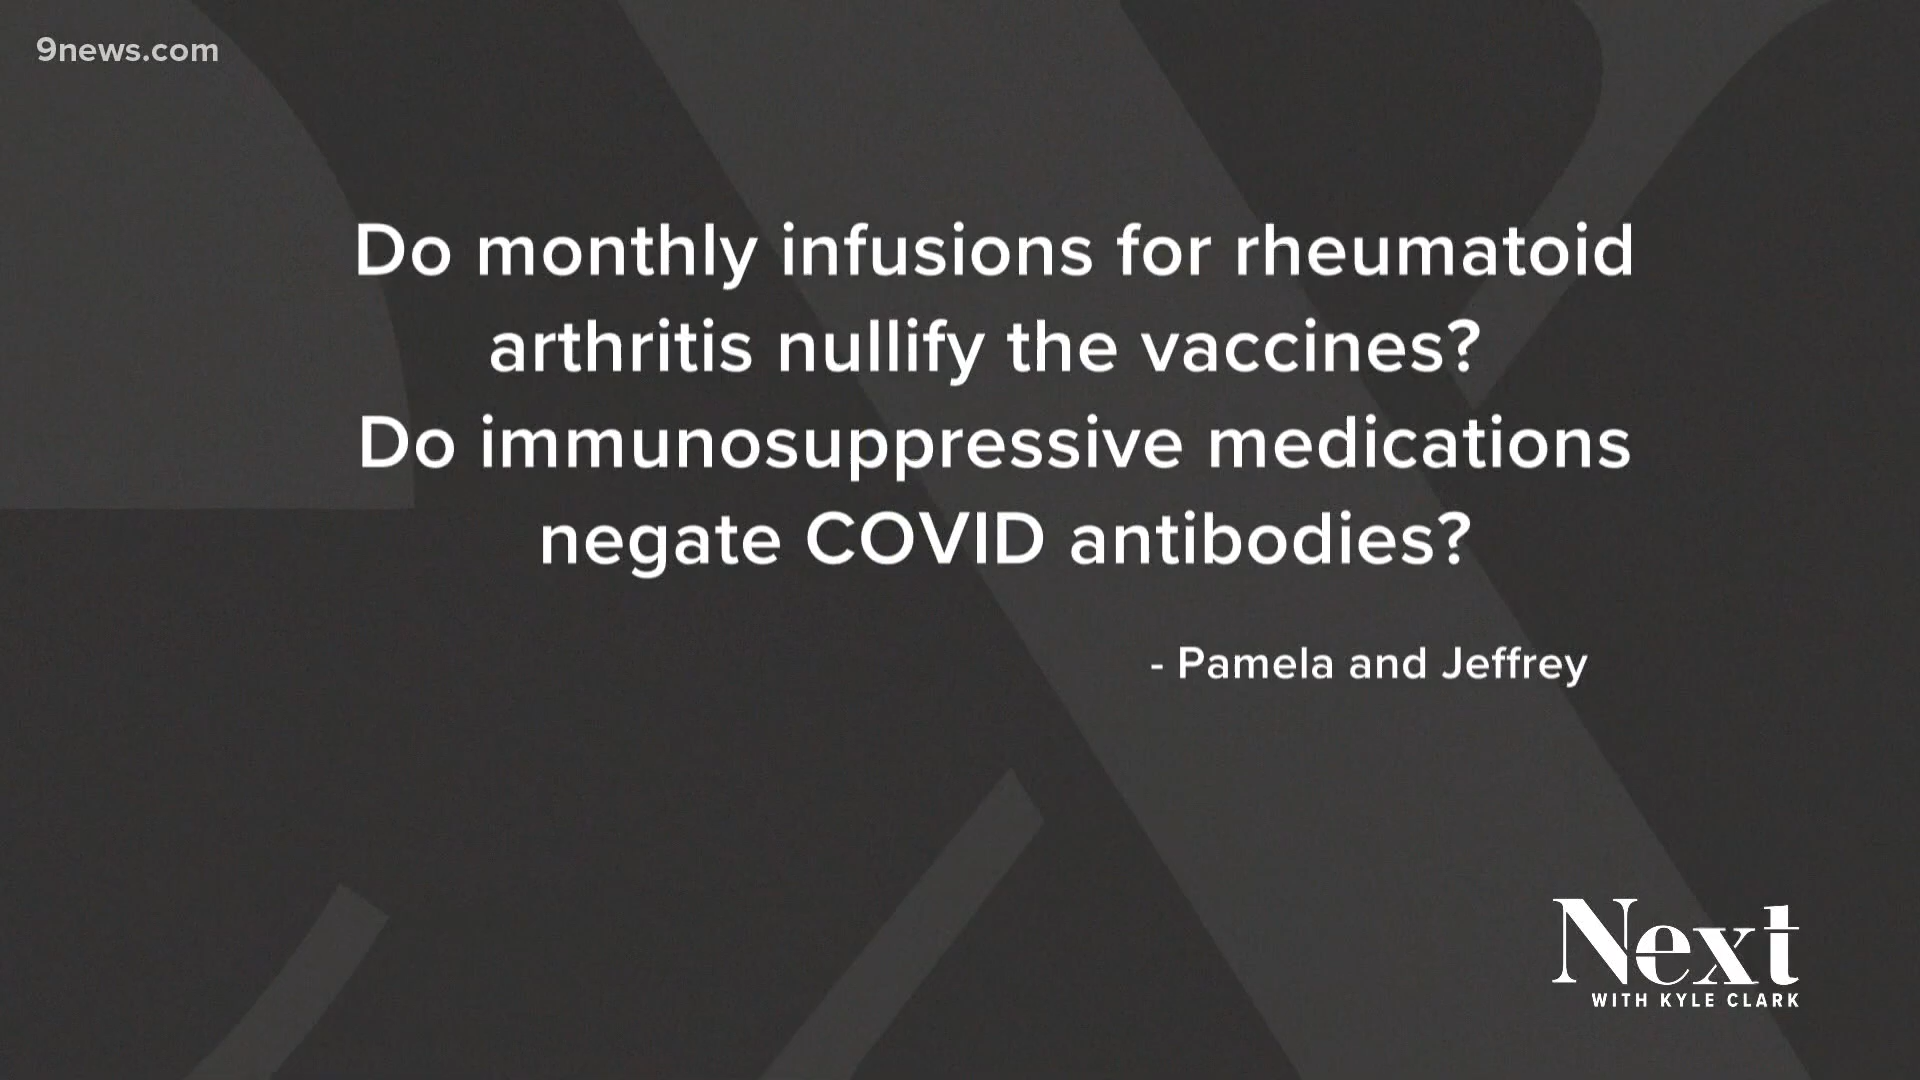 9news.com
Do monthly infusions for rheumatoid
arthritis nullify the vaccines?
Do immunosuppressive medications
negate COVID antibodies?
- Pamela and Jeffrey
Next
WITH KYLE CLARK